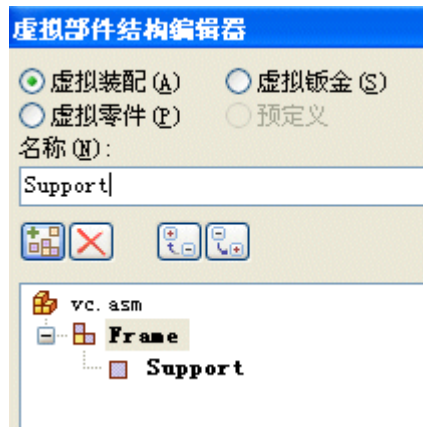 虚拟部件结构编辑器
虚拟装配(A) 虚拟钣金(S)
虚拟零件(P) 预定义
名称(N):
Support
vc.asm
Frame
Support